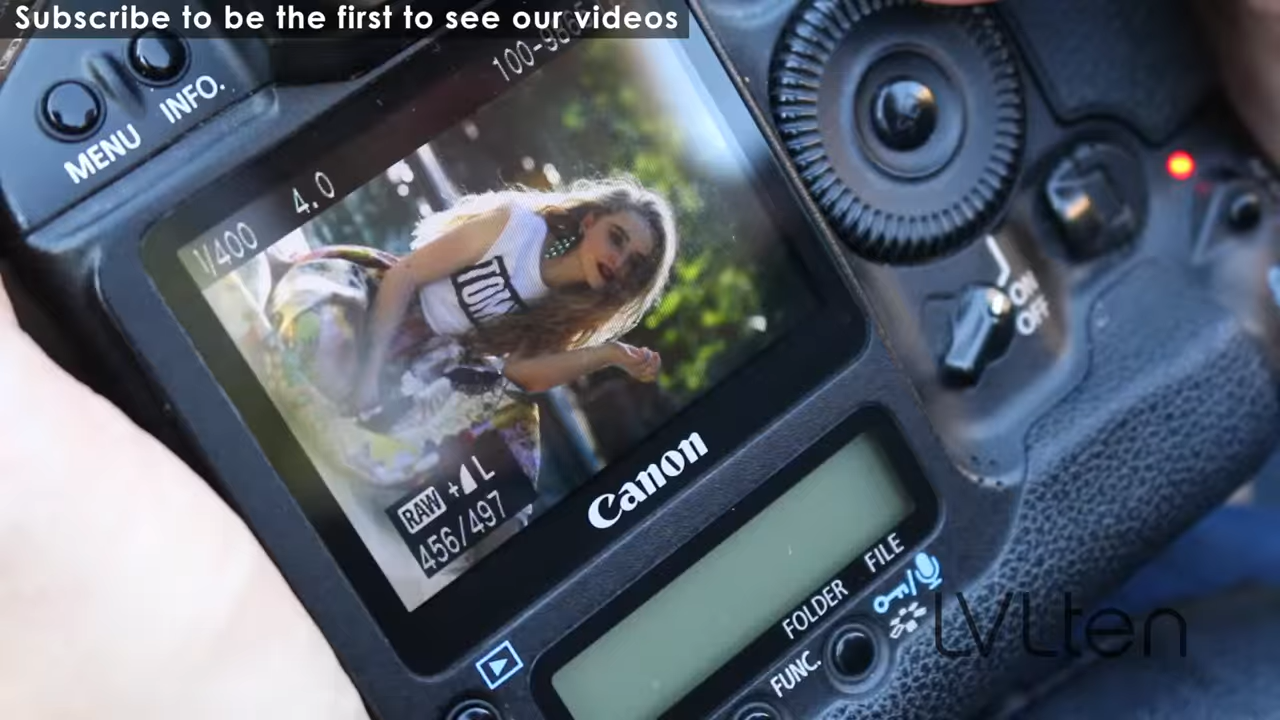 Subscribe to be the first to see our videos
MENU
INFO.
1/400
4.0
TOM
ON
OFF
RAW + L
456/497
Canon
FOLDER
FILE
FUNC.
LVLten